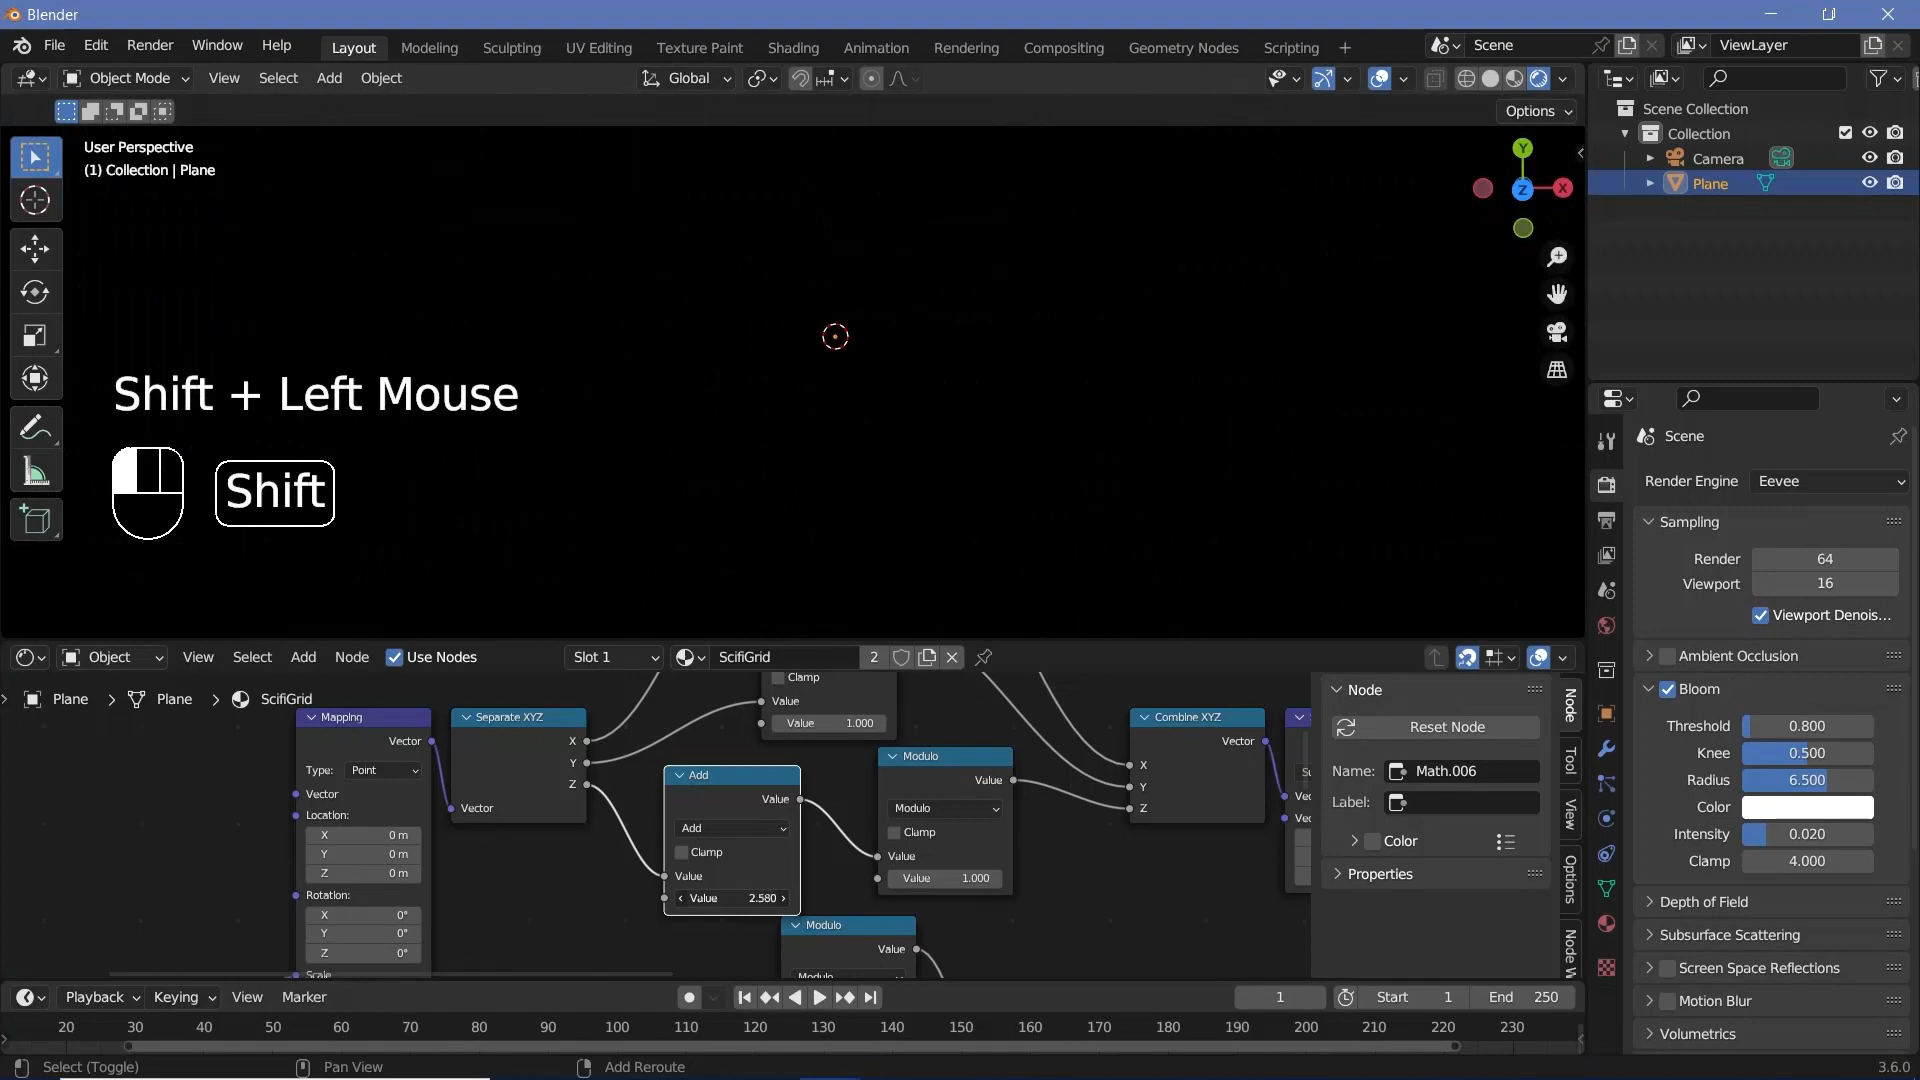 Blender
File Edit Render Window Help Layout Modeling Sculpting UV Editing Texture Paint Shading Animation Rendering Compositing Geometry Nodes Scripting + Scene ViewLayer
Object Mode View Select Add Object Global
Options
User Perspective
(1) Collection | Plane
Y
Z
X
Scene Collection
Collection
Camera
Plane
Shift + Left Mouse
Shift
Scene
Render Engine Eevee
Sampling
Render 64
Viewport 16
Viewport Denois...
Ambient Occlusion
Bloom
Threshold 0.800
Knee 0.500
Radius 6.500
Color
Intensity 0.020
Clamp 4.000
Depth of Field
Subsurface Scattering
Screen Space Reflections
Motion Blur
Volumetrics
Object View Select Add Node Use Nodes Slot 1 ScifiGrid 2
Plane > Plane > ScifiGrid
Mapping
Vector
Type: Point
Vector
Location:
X 0 m
Y 0 m
Z 0 m
Rotation:
X 0°
Y 0°
Z 0°
Scale
Separate XYZ
X
Y
Z
Vector
Clamp
Value
Value 1.000
Add
Value
Add
Clamp
Value
Value 2.580
Modulo
Value
Modulo
Clamp
Value
Value 1.000
Modulo
Value
Modulo
Combine XYZ
Vector
X
Y
Z
Vec
Vec
Node
Reset Node
Name: Math.006
Label:
Color
Properties
Node
Tool
View
Options
Node W
Playback Keying View Marker 1 Start 1 End 250
20 30 40 50 60 70 80 90 100 110 120 130 140 150 160 170 180 190 200 210 220 230
Select (Toggle) Pan View Add Reroute 3.6.0